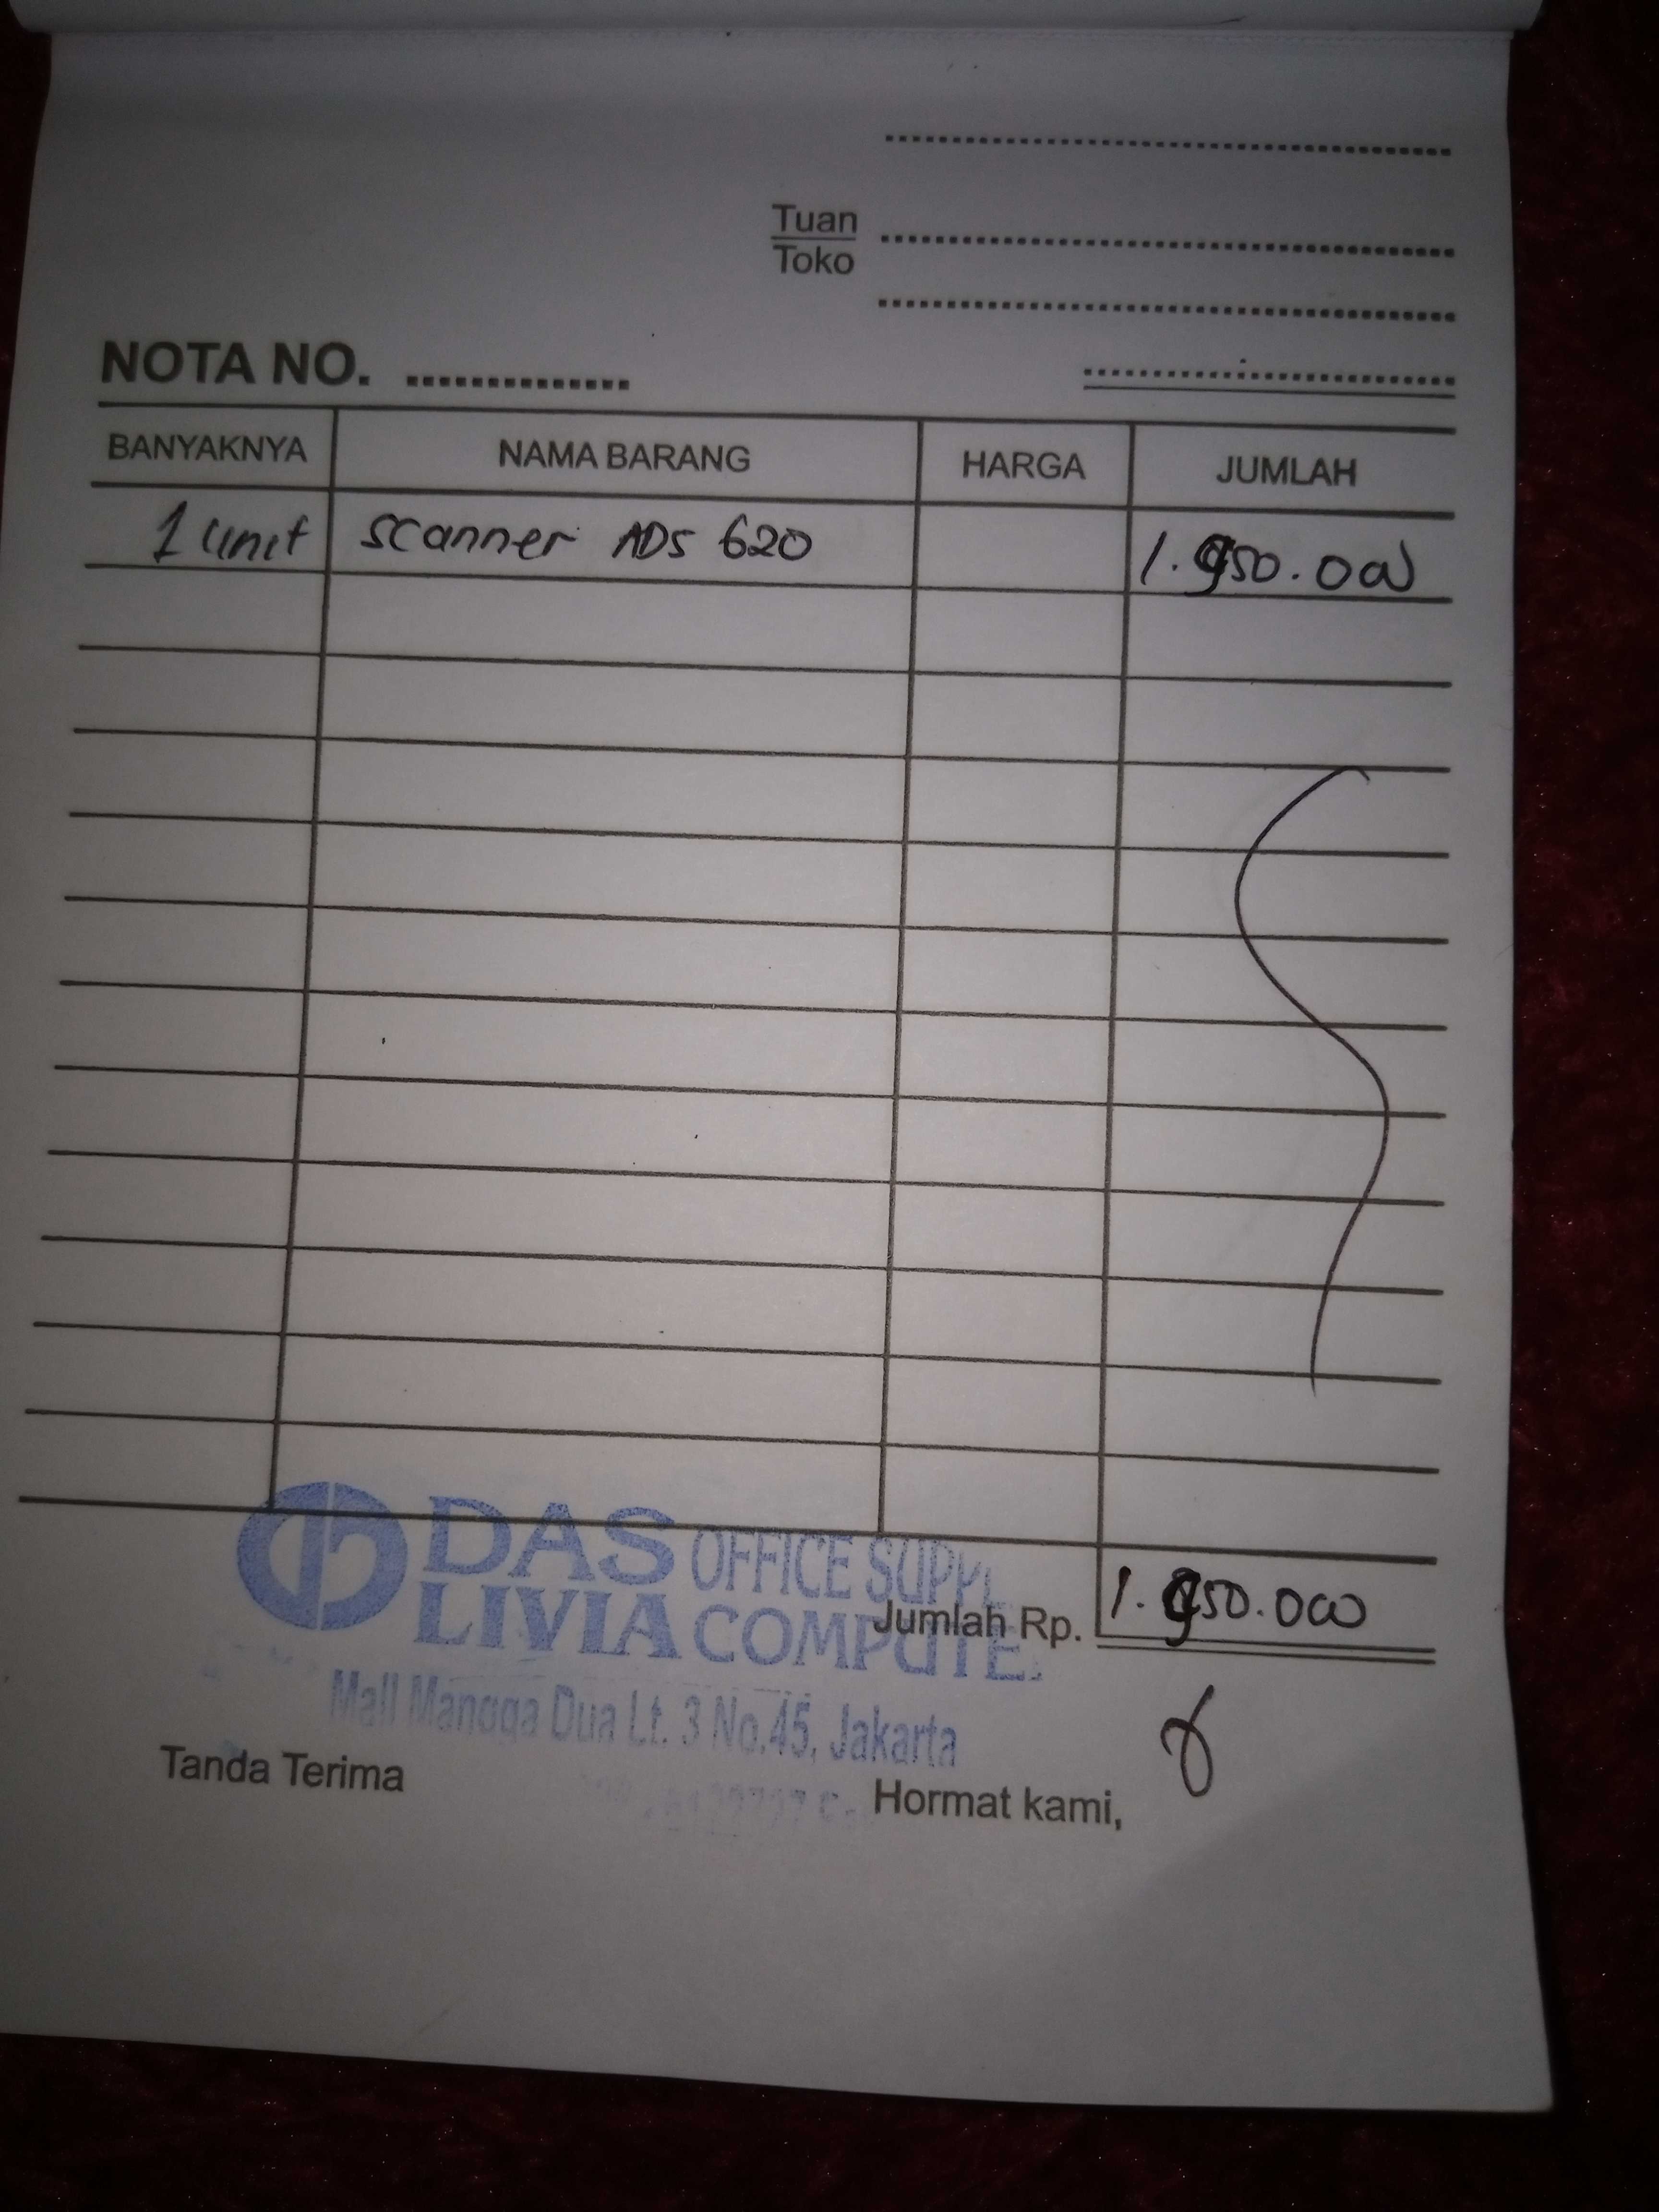 Tuan
Toko
NOTA NO.
BANYAKNYA NAMA BARANG HARGA JUMLAH
1 unit scanner ADS 620 1.950.000
DAS OFFICE SUPPL
LIVIA COMPUTE
Jumlah Rp. 1.950.000
Mall Mangga Dua Lt. 3 No.45, Jakarta
Tanda Terima
Hormat kami,